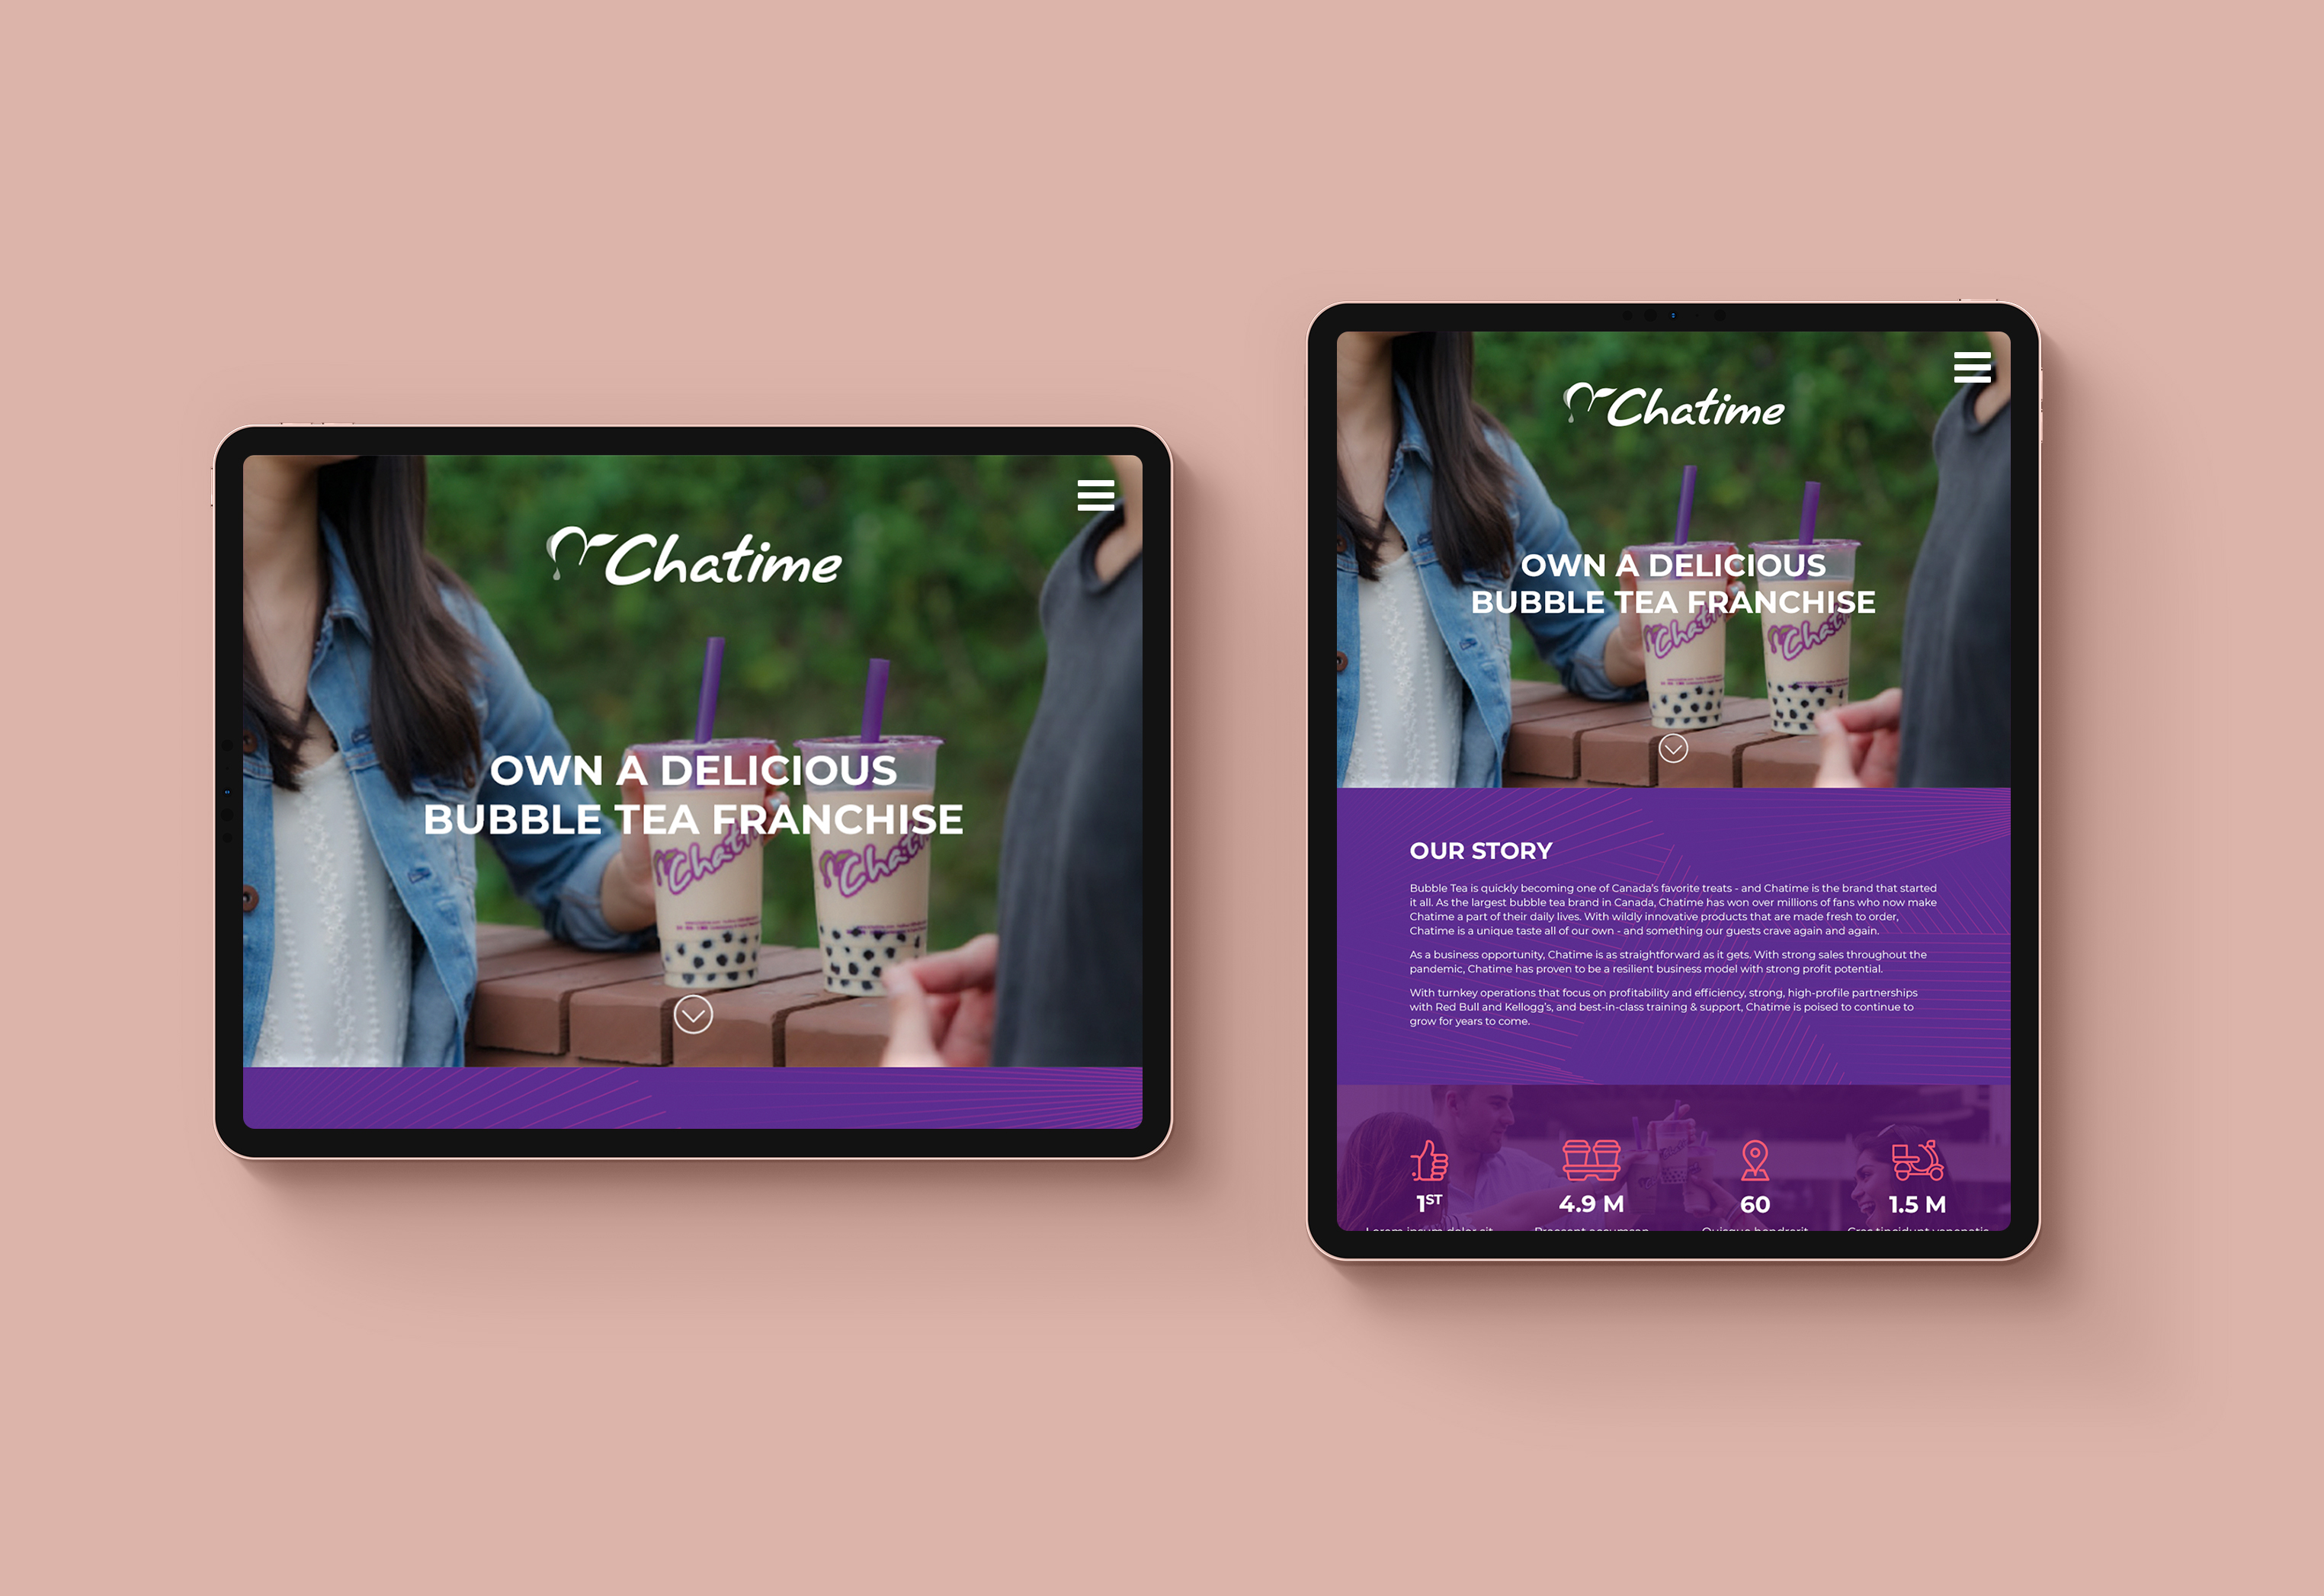 Chatime
OWN A DELICIOUS
BUBBLE TEA FRANCHISE
Chatime
OWN A DELICIOUS
BUBBLE TEA FRANCHISE
OUR STORY
Bubble Tea is quickly becoming one of Canada's favorite treats - and Chatime is the brand that started
it all. As the largest bubble tea brand in Canada, Chatime has won over millions of fans who now make
Chatime a part of their daily lives. With wildly innovative products that are made fresh to order,
Chatime is a unique taste all of our own - and something our guests crave again and again.
As a business opportunity, Chatime is as straightforward as it gets. With strong sales throughout the
pandemic, Chatime has proven to be a resilient business model with strong profit potential.
With turnkey operations that focus on profitability and efficiency, strong, high-profile partnerships
with Red Bull and Kellogg's, and best-in-class training & support, Chatime is poised to continue to
grow for years to come.
1ST 4.9 M 60 1.5 M